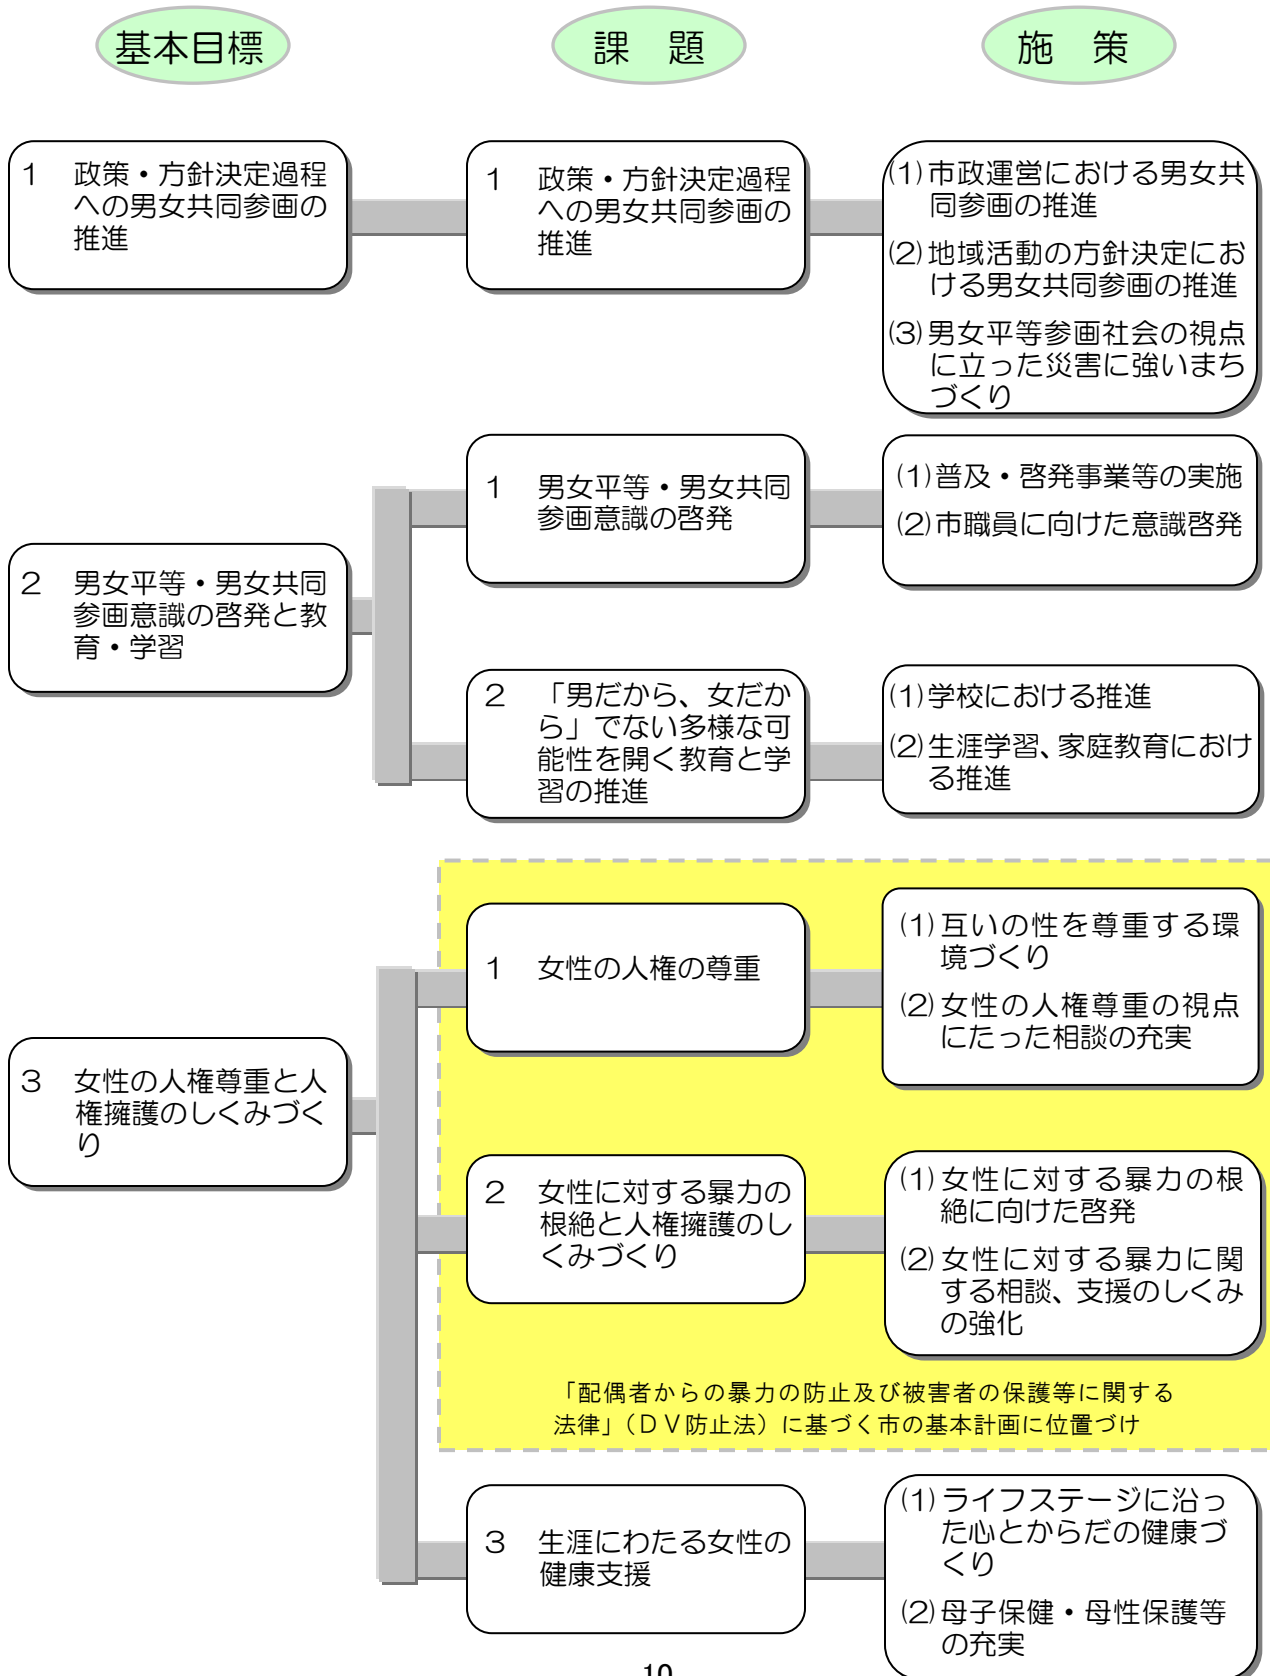 基本目標
課　題
施　策
1　政策・方針決定過程
への男女共同参画の
推進
1　政策・方針決定過程
への男女共同参画の
推進
(1)市政運営における男女共
同参画の推進
(2)地域活動の方針決定にお
ける男女共同参画の推進
(3)男女平等参画社会の視点
に立った災害に強いまち
づくり
2　男女平等・男女共同
参画意識の啓発と教
育・学習
1　男女平等・男女共同
参画意識の啓発
(1)普及・啓発事業等の実施
(2)市職員に向けた意識啓発
2　「男だから、女だか
ら」でない多様な可
能性を開く教育と学
習の推進
(1)学校における推進
(2)生涯学習、家庭教育におけ
る推進
3　女性の人権尊重と人
権擁護のしくみづく
り
1　女性の人権の尊重
(1)互いの性を尊重する環
境づくり
(2)女性の人権尊重の視点
にたった相談の充実
2　女性に対する暴力の
根絶と人権擁護のし
くみづくり
(1)女性に対する暴力の根
絶に向けた啓発
(2)女性に対する暴力に関
する相談、支援のしくみ
の強化
「配偶者からの暴力の防止及び被害者の保護等に関する
法律」（ＤＶ防止法）に基づく市の基本計画に位置づけ
3　生涯にわたる女性の
健康支援
(1)ライフステージに沿っ
た心とからだの健康づ
くり
(2)母子保健・母性保護等
の充実
10